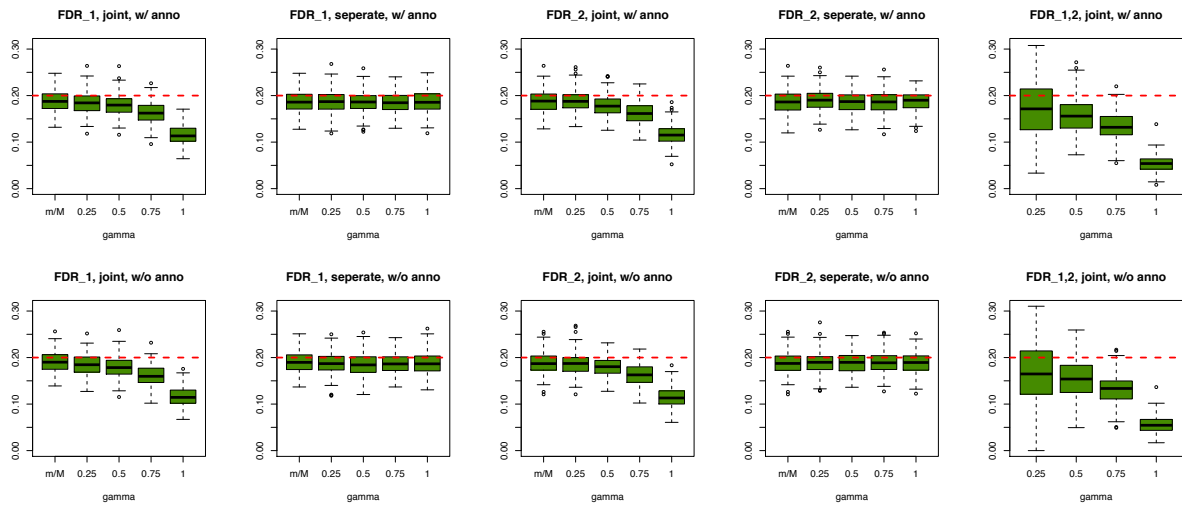 FDR_1, joint, w/ anno
0.30
0.20
0.10
0.00
m/M 0.25 0.5 0.75 1
gamma
FDR_1, seperate, w/ anno
0.30
0.20
0.10
0.00
m/M 0.25 0.5 0.75 1
gamma
FDR_2, joint, w/ anno
0.30
0.20
0.10
0.00
m/M 0.25 0.5 0.75 1
gamma
FDR_2, seperate, w/ anno
0.30
0.20
0.10
0.00
m/M 0.25 0.5 0.75 1
gamma
FDR_1,2, joint, w/ anno
0.30
0.20
0.10
0.00
0.25 0.5 0.75 1
gamma
FDR_1, joint, w/o anno
0.30
0.20
0.10
0.00
m/M 0.25 0.5 0.75 1
gamma
FDR_1, seperate, w/o anno
0.30
0.20
0.10
0.00
m/M 0.25 0.5 0.75 1
gamma
FDR_2, joint, w/o anno
0.30
0.20
0.10
0.00
m/M 0.25 0.5 0.75 1
gamma
FDR_2, seperate, w/o anno
0.30
0.20
0.10
0.00
m/M 0.25 0.5 0.75 1
gamma
FDR_1,2, joint, w/o anno
0.30
0.20
0.10
0.00
0.25 0.5 0.75 1
gamma